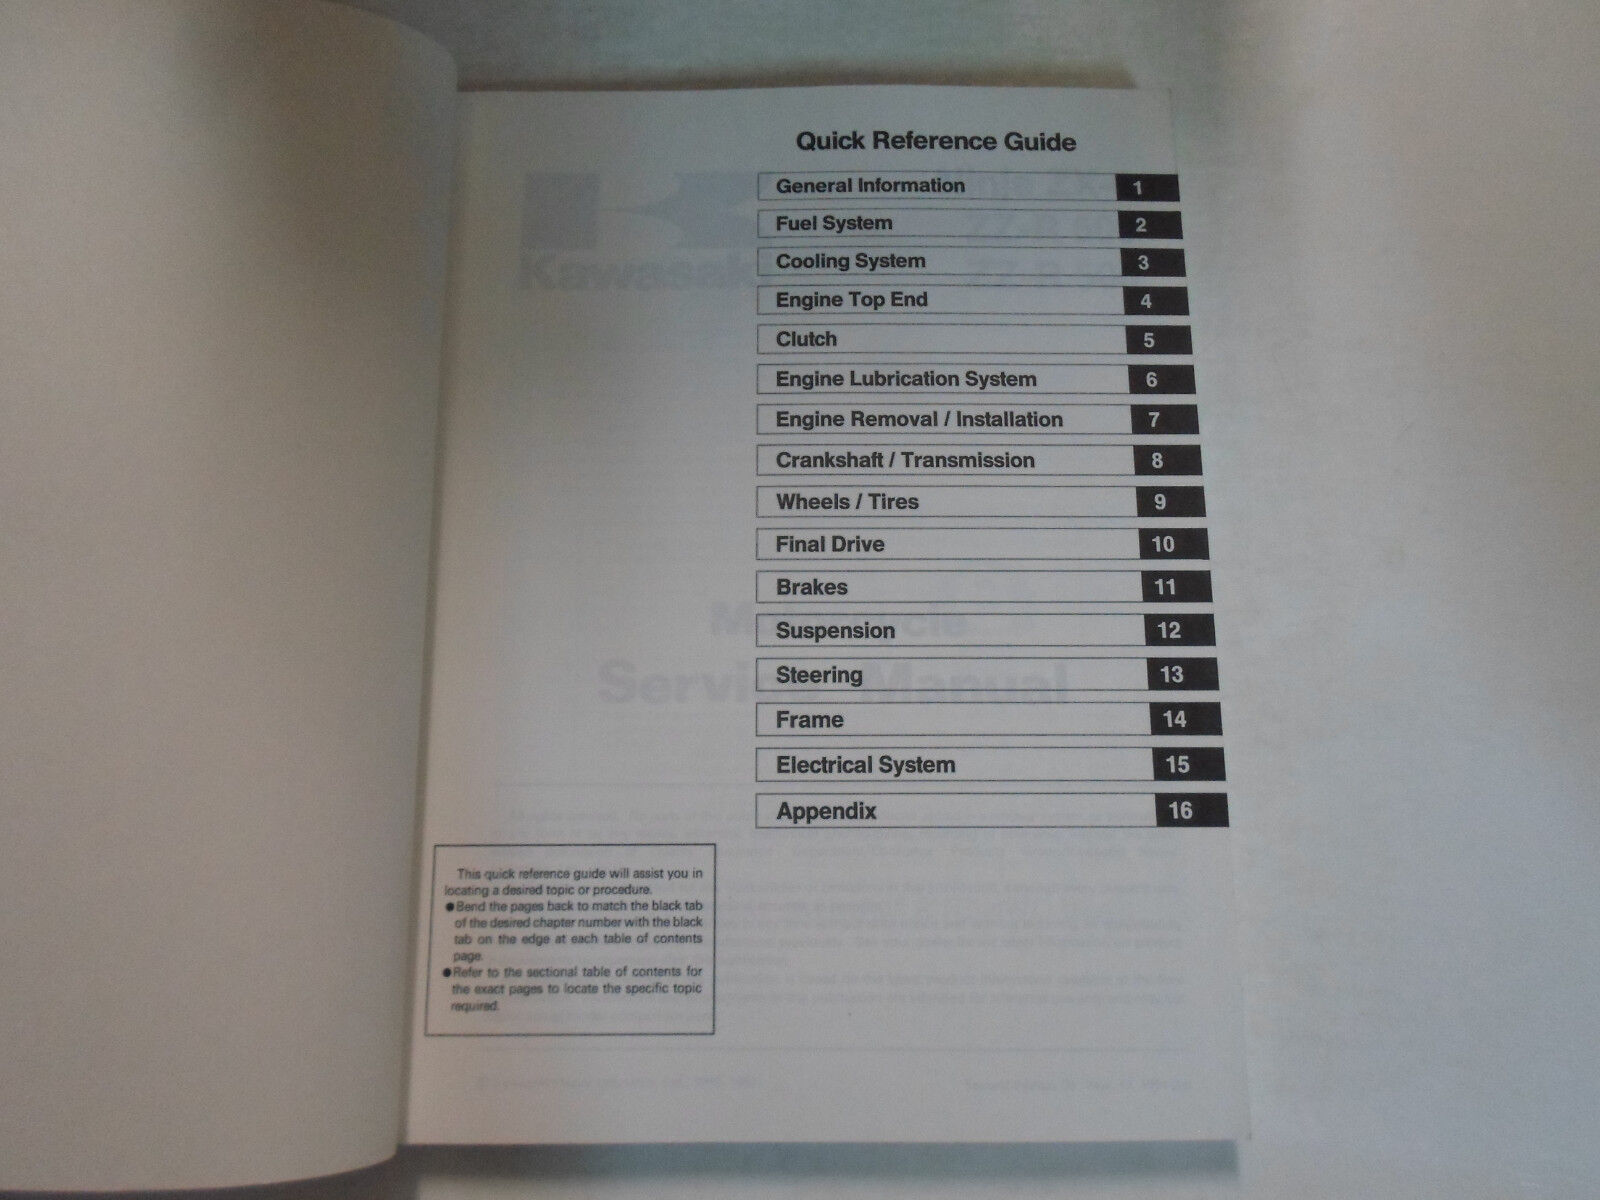 Quick Reference Guide
General Information 1
Fuel System 2
Cooling System 3
Engine Top End 4
Clutch 5
Engine Lubrication System 6
Engine Removal / Installation 7
Crankshaft / Transmission 8
Wheels / Tires 9
Final Drive 10
Brakes 11
Suspension 12
Steering 13
Frame 14
Electrical System 15
Appendix 16
This quick reference guide will assist you in
locating a desired topic or procedure.
●Bend the pages back to match the black tab
of the desired chapter number with the black
tab on the edge at each table of contents
page.
●Refer to the sectional table of contents for
the exact pages to locate the specific topic
required.
Kawasaki
Service Manual